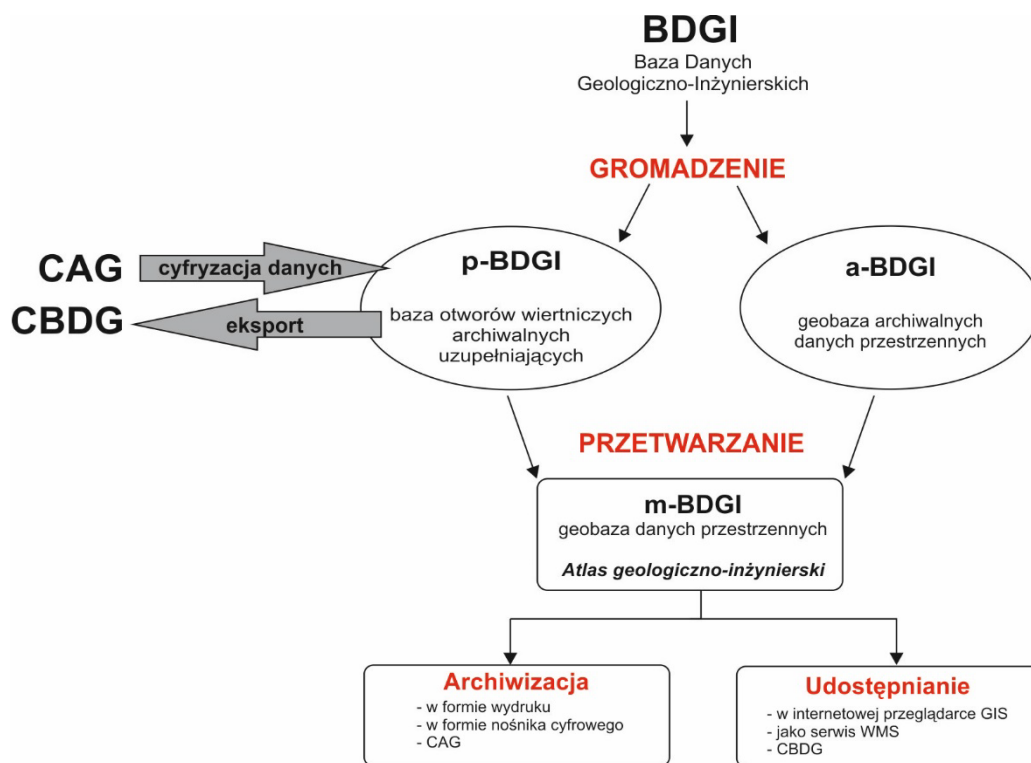 BDGI
Baza Danych
Geologiczno-Inżynierskich
GROMADZENIE
CAG
cyfryzacja danych
CBDG
eksport
p-BDGI
baza otworów wiertniczych
archiwalnych
uzupełniających
a-BDGI
geobaza archiwalnych
danych przestrzennych
PRZETWARZANIE
m-BDGI
geobaza danych przestrzennych
Atlas geologiczno-inżynierski
Archiwizacja
- w formie wydruku
- w formie nośnika cyfrowego
- CAG
Udostępnianie
- w internetowej przeglądarce GIS
- jako serwis WMS
- CBDG